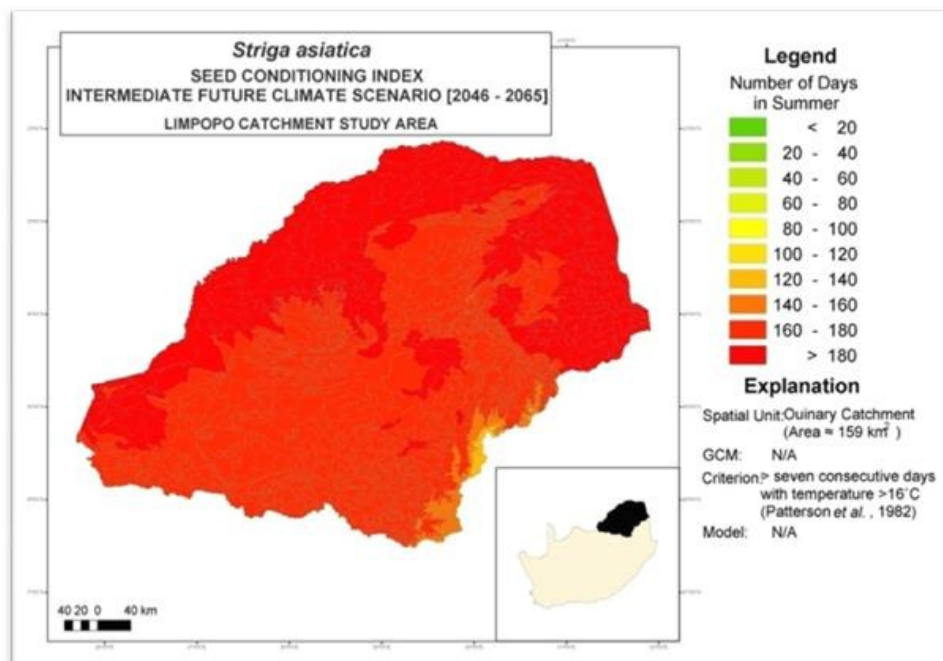 Striga asiatica
SEED CONDITIONING INDEX
INTERMEDIATE FUTURE CLIMATE SCENARIO [2046 - 2065]
LIMPOPO CATCHMENT STUDY AREA
Legend
Number of Days
in Summer
< 20
20 - 40
40 - 60
60 - 80
80 - 100
100 - 120
120 - 140
140 - 160
160 - 180
> 180
Explanation
Spatial Unit: Quinary Catchment
(Area ≈ 159 km²)
GCM: N/A
Criterion: > seven consecutive days
with temperature >16°C
(Patterson et al., 1982)
Model: N/A
40 20 0 40 km